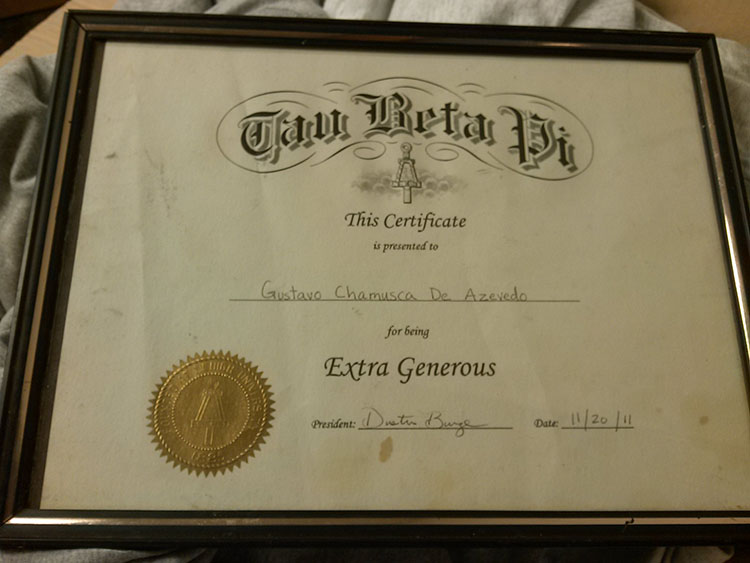 Tau Beta Pi
This Certificate
is presented to
Gustavo Chamusca De Azevedo
for being
Extra Generous
President: Dustin Burge Date: 11/20/11